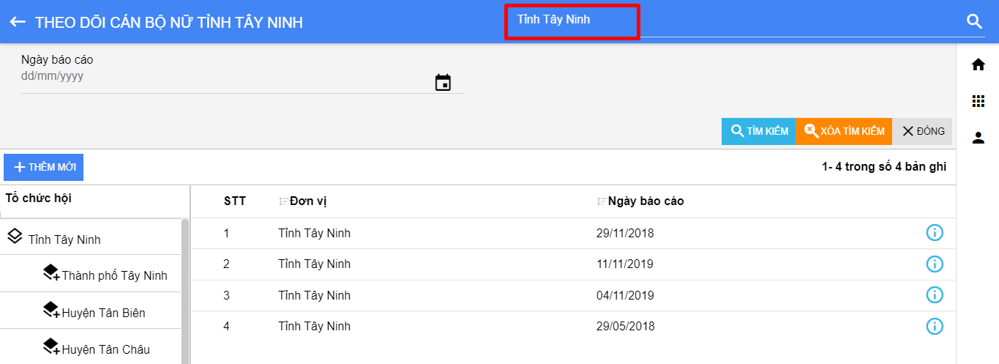 THEO DÕI CÁN BỘ NỮ TỈNH TÂY NINH
Tỉnh Tây Ninh
Ngày báo cáo
dd/mm/yyyy
TÌM KIẾM XÓA TÌM KIẾM ĐÓNG
THÊM MỚI
1- 4 trong số 4 bản ghi
Tổ chức hội
STT Đơn vị Ngày báo cáo
Tỉnh Tây Ninh
Thành phố Tây Ninh
Huyện Tân Biên
Huyện Tân Châu
1 Tỉnh Tây Ninh 29/11/2018
2 Tỉnh Tây Ninh 11/11/2019
3 Tỉnh Tây Ninh 04/11/2019
4 Tỉnh Tây Ninh 29/05/2018